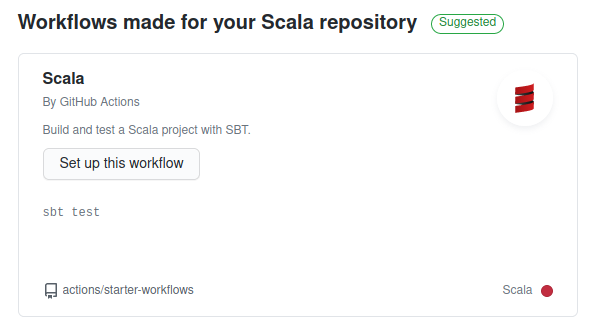 Workflows made for your Scala repository Suggested
Scala
By GitHub Actions
Build and test a Scala project with SBT.
Set up this workflow
sbt test
actions/starter-workflows Scala